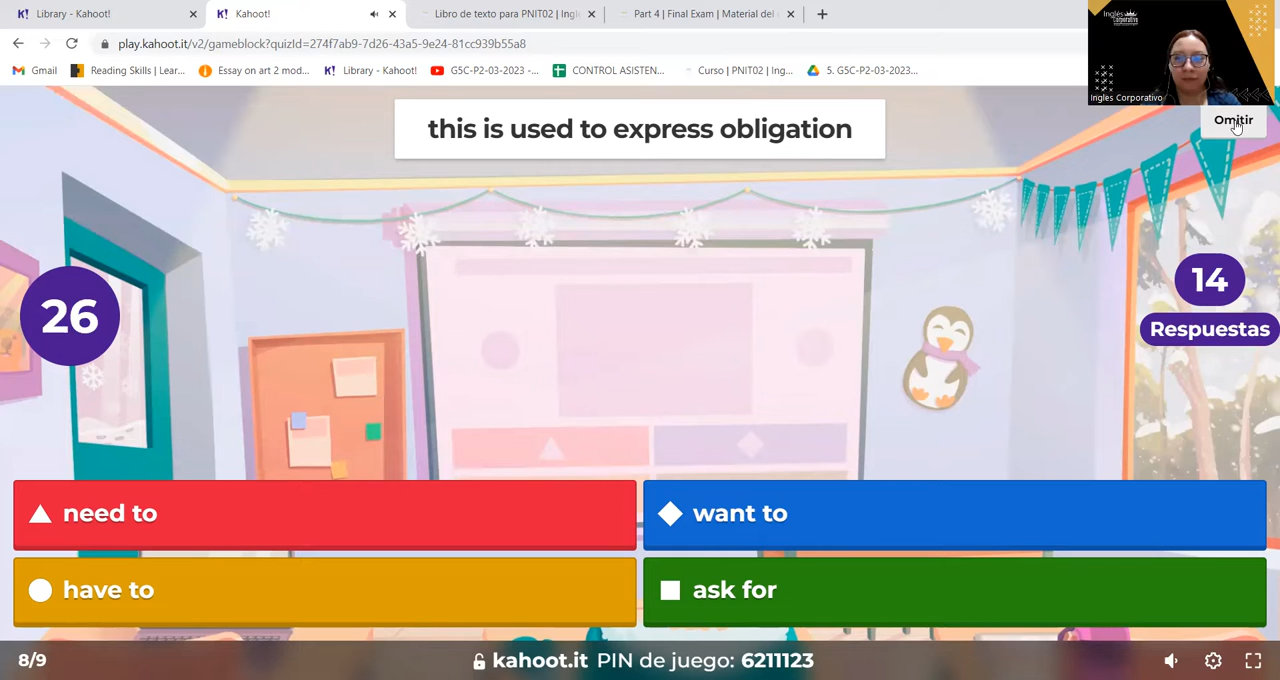 Library - Kahoot!
Kahoot!
Libro de texto para PNIT02 | Ingl
Part 4 | Final Exam | Material del
play.kahoot.it/v2/gameblock?quizId=274f7ab9-7d26-43a5-9e24-81cc939b55a8
Gmail
Reading Skills | Lear...
Essay on art 2 mod...
Library - Kahoot!
G5C-P2-03-2023 -...
CONTROL ASISTEN...
Curso | PNIT02 | Ing...
5. G5C-P2-03-2023...
Inglés
Corporativo
Ingles Corporativo
Omitir
this is used to express obligation
26
14
Respuestas
need to
want to
have to
ask for
8/9
kahoot.it PIN de juego: 6211123